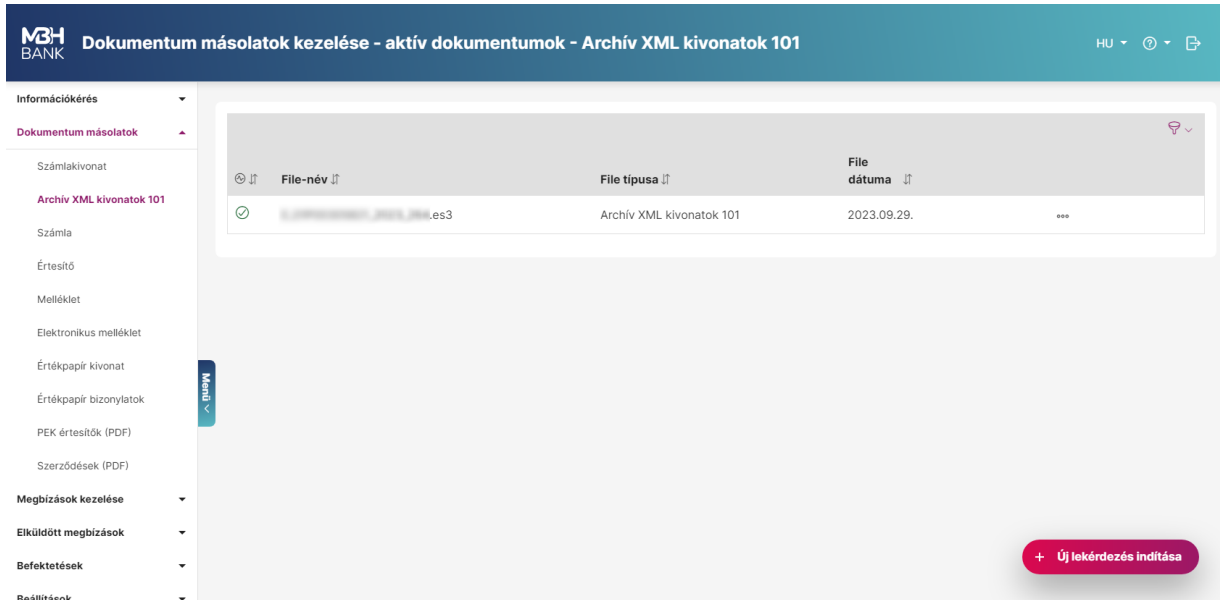 MBH
BANK
Dokumentum másolatok kezelése - aktív dokumentumok - Archív XML kivonatok 101
HU
Információkérés
Dokumentum másolatok
Számlakivonat
Archív XML kivonatok 101
Számla
Értesítő
Melléklet
Elektronikus melléklet
Értékpapír kivonat
Értékpapír bizonylatok
PEK értesítők (PDF)
Szerződések (PDF)
Megbízások kezelése
Elküldött megbízások
Befektetések
Beállítások
Menü
File-név
File típusa
File
dátuma
.es3
Archív XML kivonatok 101
2023.09.29.
+ Új lekérdezés indítása